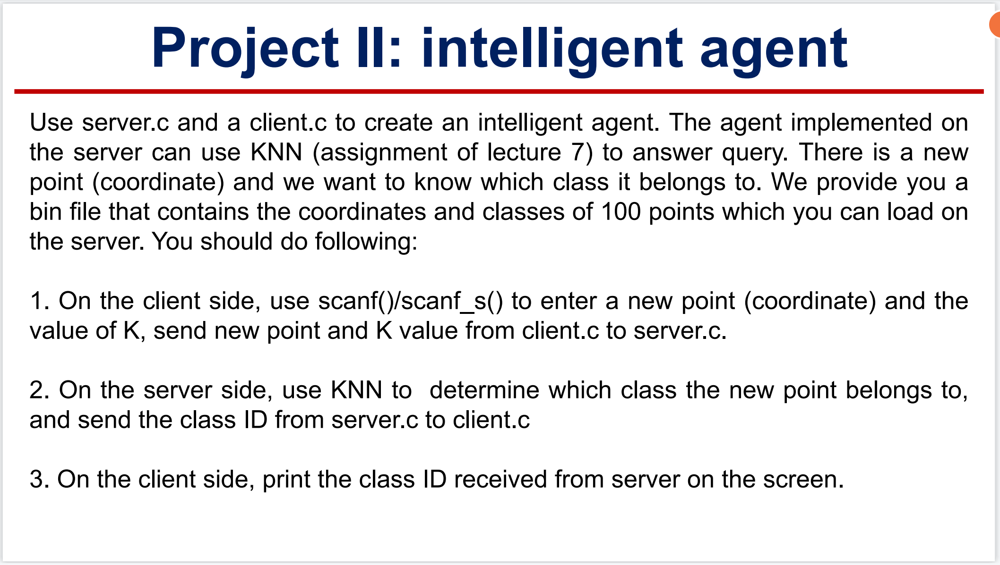 Project II: intelligent agent
Use server.c and a client.c to create an intelligent agent. The agent implemented on
the server can use KNN (assignment of lecture 7) to answer query. There is a new
point (coordinate) and we want to know which class it belongs to. We provide you a
bin file that contains the coordinates and classes of 100 points which you can load on
the server. You should do following:
1. On the client side, use scanf()/scanf_s() to enter a new point (coordinate) and the
value of K, send new point and K value from client.c to server.c.
2. On the server side, use KNN to  determine which class the new point belongs to,
and send the class ID from server.c to client.c
3. On the client side, print the class ID received from server on the screen.